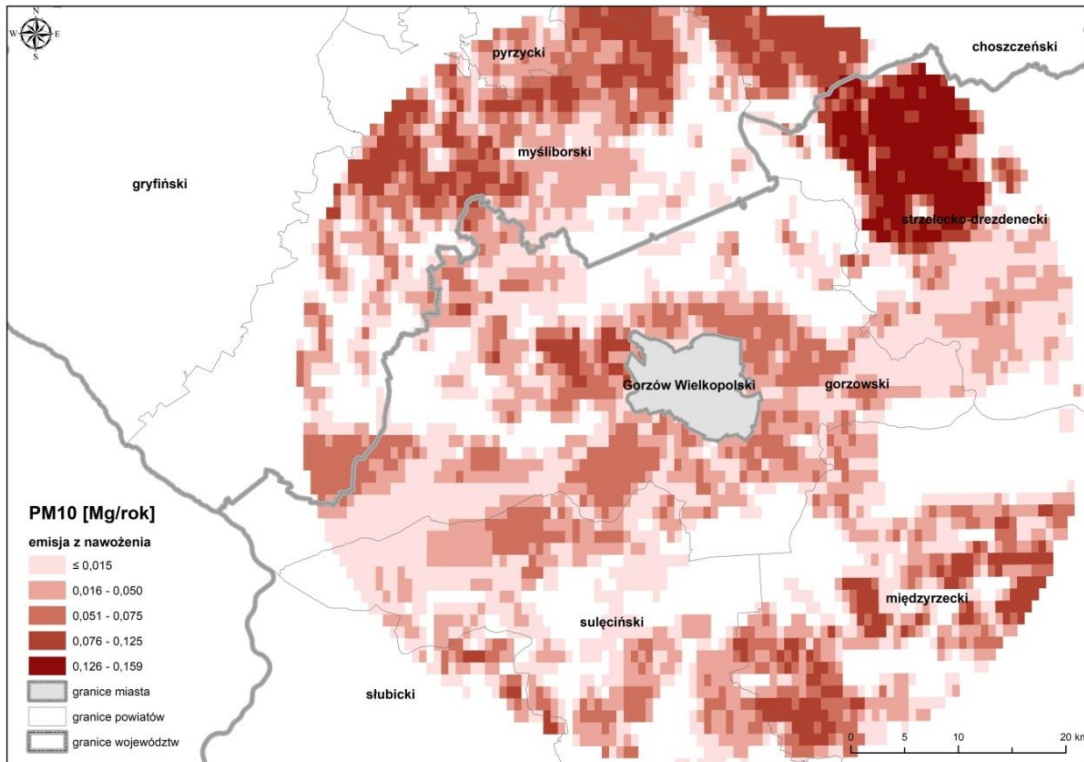 N
W E
S
choszczeński
pyrzycki
myśliborski
gryfiński
strzelecko-drezdenecki
Gorzów Wielkopolski
gorzowski
PM10 [Mg/rok]
emisja z nawożenia
≤ 0,015
0,016 - 0,050
0,051 - 0,075
0,076 - 0,125
0,126 - 0,159
granice miasta
granice powiatów
granice województw
międzyrzecki
sulęciński
słubicki
0 5 10 20 km